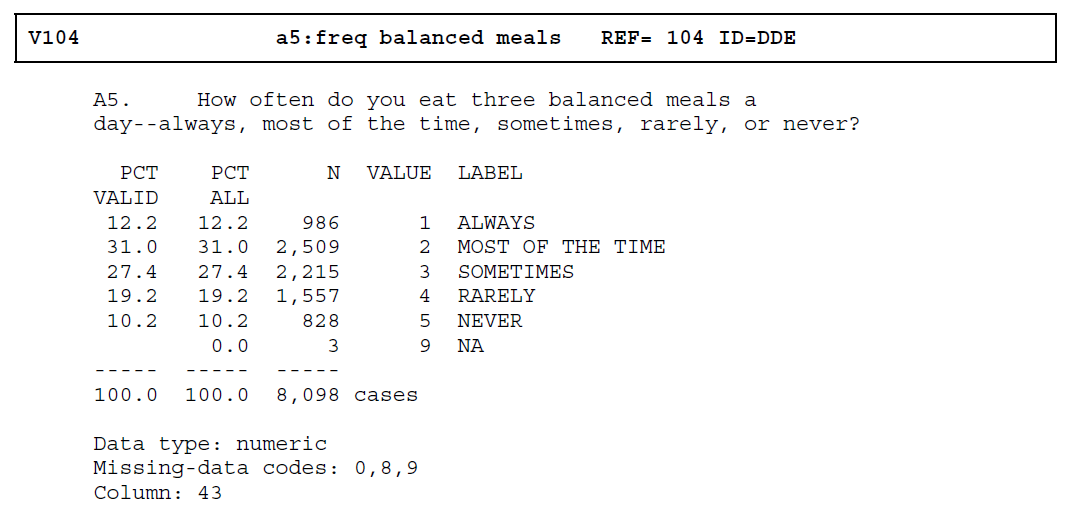 V104 a5:freq balanced meals REF= 104 ID=DDE
A5. How often do you eat three balanced meals a
day--always, most of the time, sometimes, rarely, or never?
PCT PCT N VALUE LABEL
VALID ALL
12.2 12.2 986 1 ALWAYS
31.0 31.0 2,509 2 MOST OF THE TIME
27.4 27.4 2,215 3 SOMETIMES
19.2 19.2 1,557 4 RARELY
10.2 10.2 828 5 NEVER
0.0 3 9 NA
----- ----- -----
100.0 100.0 8,098 cases
Data type: numeric
Missing-data codes: 0,8,9
Column: 43